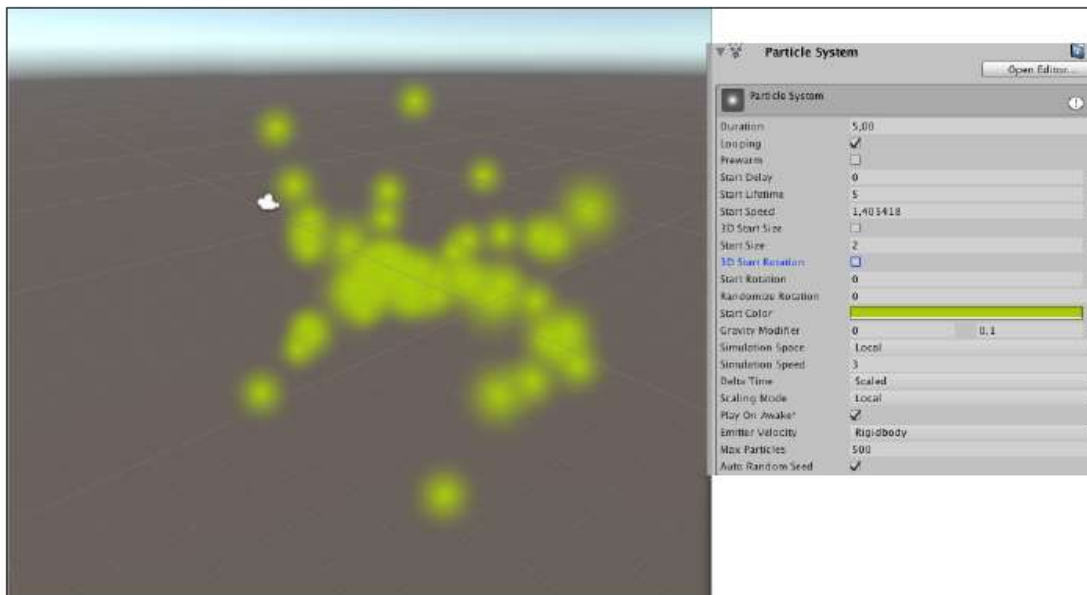 Particle System
Open Editor...
Particle System
Duration 5,00
Looping
Prewarm
Start Delay 0
Start Lifetime 5
Start Speed 1,405418
3D Start Size
Start Size 2
3D Start Rotation
Start Rotation 0
Randomize Rotation 0
Start Color
Gravity Modifier 0 0,1
Simulation Space Local
Simulation Speed 3
Delta Time Scaled
Scaling Mode Local
Play On Awake*
Emitter Velocity Rigidbody
Max Particles 500
Auto Random Seed